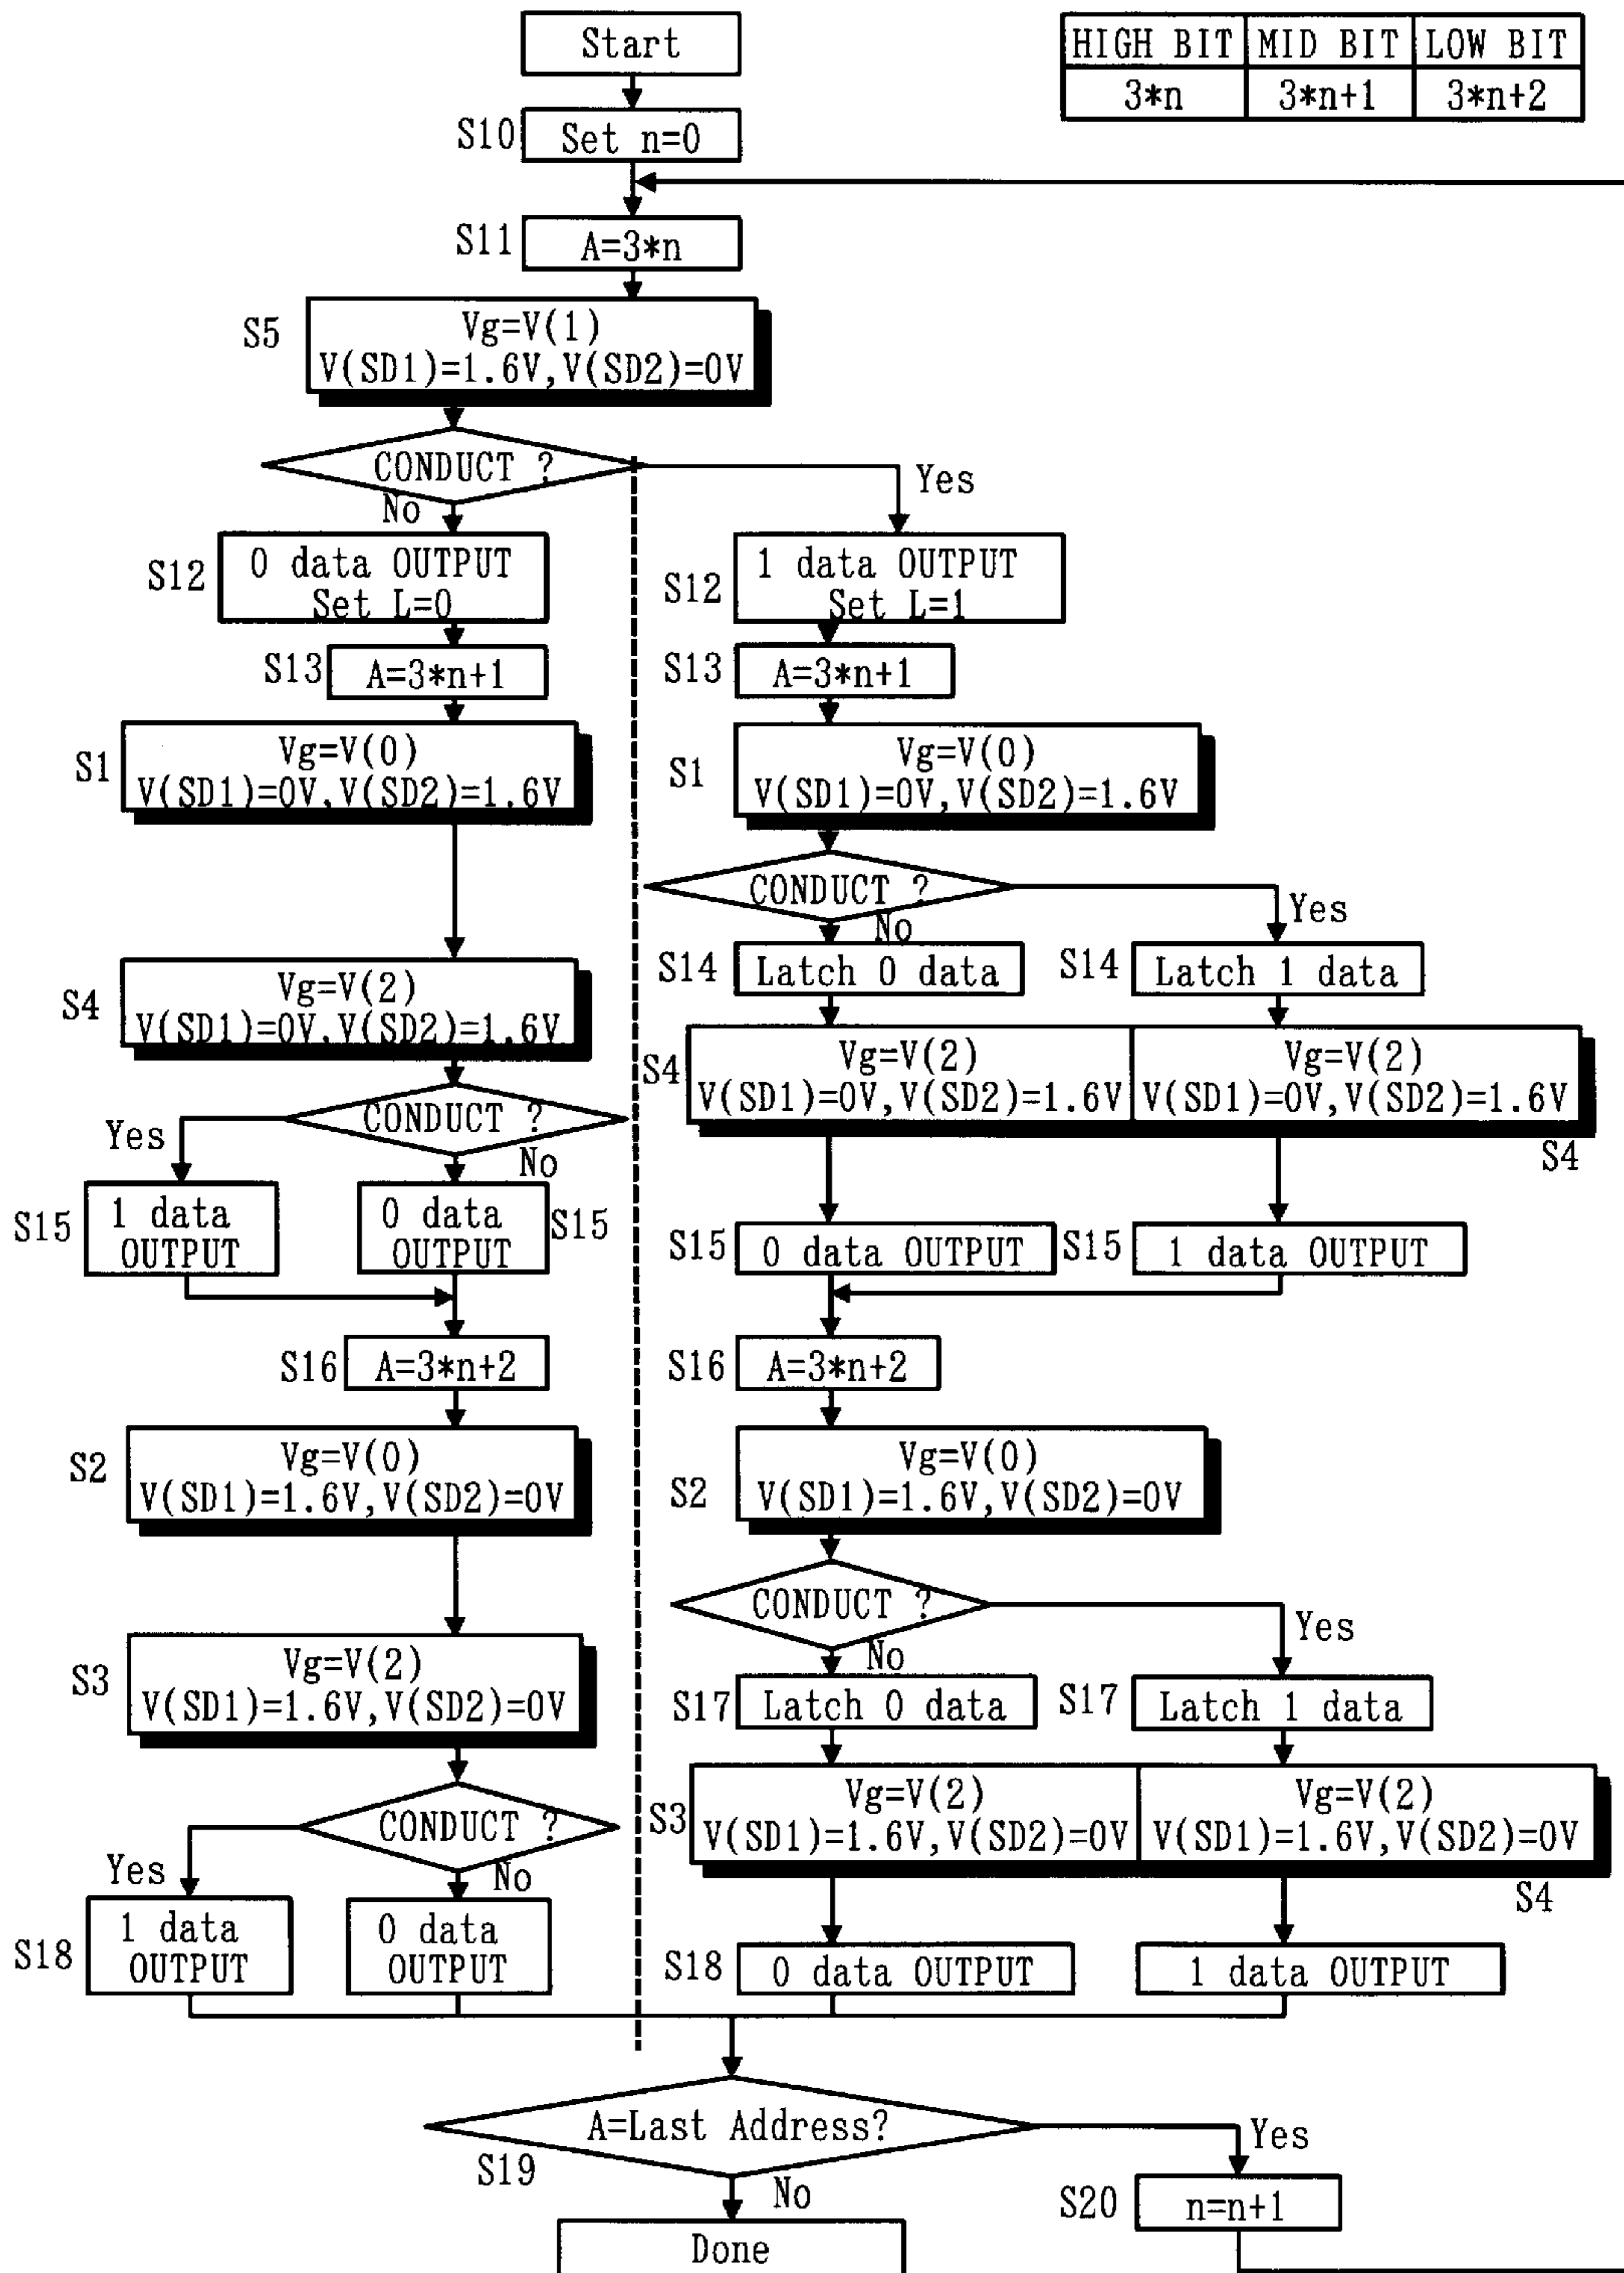 Start
HIGH BIT MID BIT LOW BIT
3*n 3*n+1 3*n+2
S10 Set n=0
S11 A=3*n
S5 Vg=V(1)
V(SD1)=1.6V,V(SD2)=0V
CONDUCT ?
Yes
No
S12 0 data OUTPUT
Set L=0
S12 1 data OUTPUT
Set L=1
S13 A=3*n+1
S13 A=3*n+1
S1 Vg=V(0)
V(SD1)=0V,V(SD2)=1.6V
S1 Vg=V(0)
V(SD1)=0V,V(SD2)=1.6V
CONDUCT ?
Yes
No
S14 Latch 0 data
S14 Latch 1 data
S4 Vg=V(2)
V(SD1)=0V,V(SD2)=1.6V
S4 Vg=V(2)
V(SD1)=0V,V(SD2)=1.6V
Vg=V(2)
V(SD1)=0V,V(SD2)=1.6V
S4
CONDUCT ?
Yes
No
S15 1 data
OUTPUT
0 data
OUTPUT
S15
S15 0 data OUTPUT
S15 1 data OUTPUT
S16 A=3*n+2
S16 A=3*n+2
S2 Vg=V(0)
V(SD1)=1.6V,V(SD2)=0V
S2 Vg=V(0)
V(SD1)=1.6V,V(SD2)=0V
CONDUCT ?
Yes
No
S17 Latch 0 data
S17 Latch 1 data
S3 Vg=V(2)
V(SD1)=1.6V,V(SD2)=0V
S3 Vg=V(2)
V(SD1)=1.6V,V(SD2)=0V
Vg=V(2)
V(SD1)=1.6V,V(SD2)=0V
S4
CONDUCT ?
Yes
No
S18 1 data
OUTPUT
0 data
OUTPUT
S18 0 data OUTPUT
1 data OUTPUT
A=Last Address?
S19
Yes
No
S20 n=n+1
Done